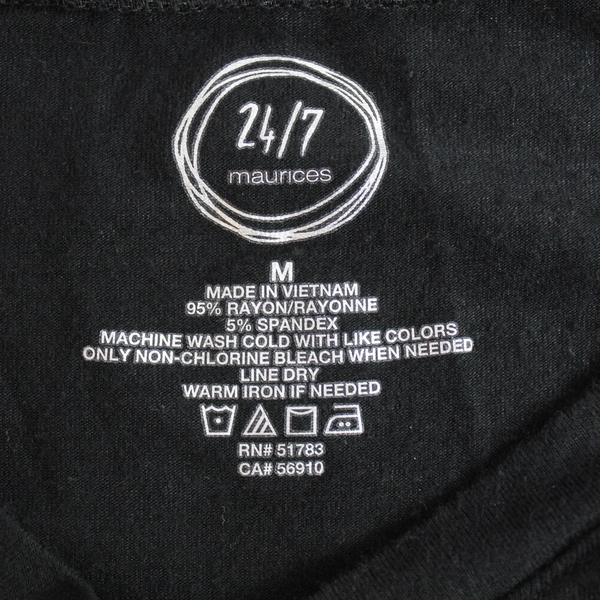 24/7
maurices
M
MADE IN VIETNAM
95% RAYON/RAYONNE
5% SPANDEX
MACHINE WASH COLD WITH LIKE COLORS
ONLY NON-CHLORINE BLEACH WHEN NEEDED
LINE DRY
WARM IRON IF NEEDED
RN# 51783
CA# 56910